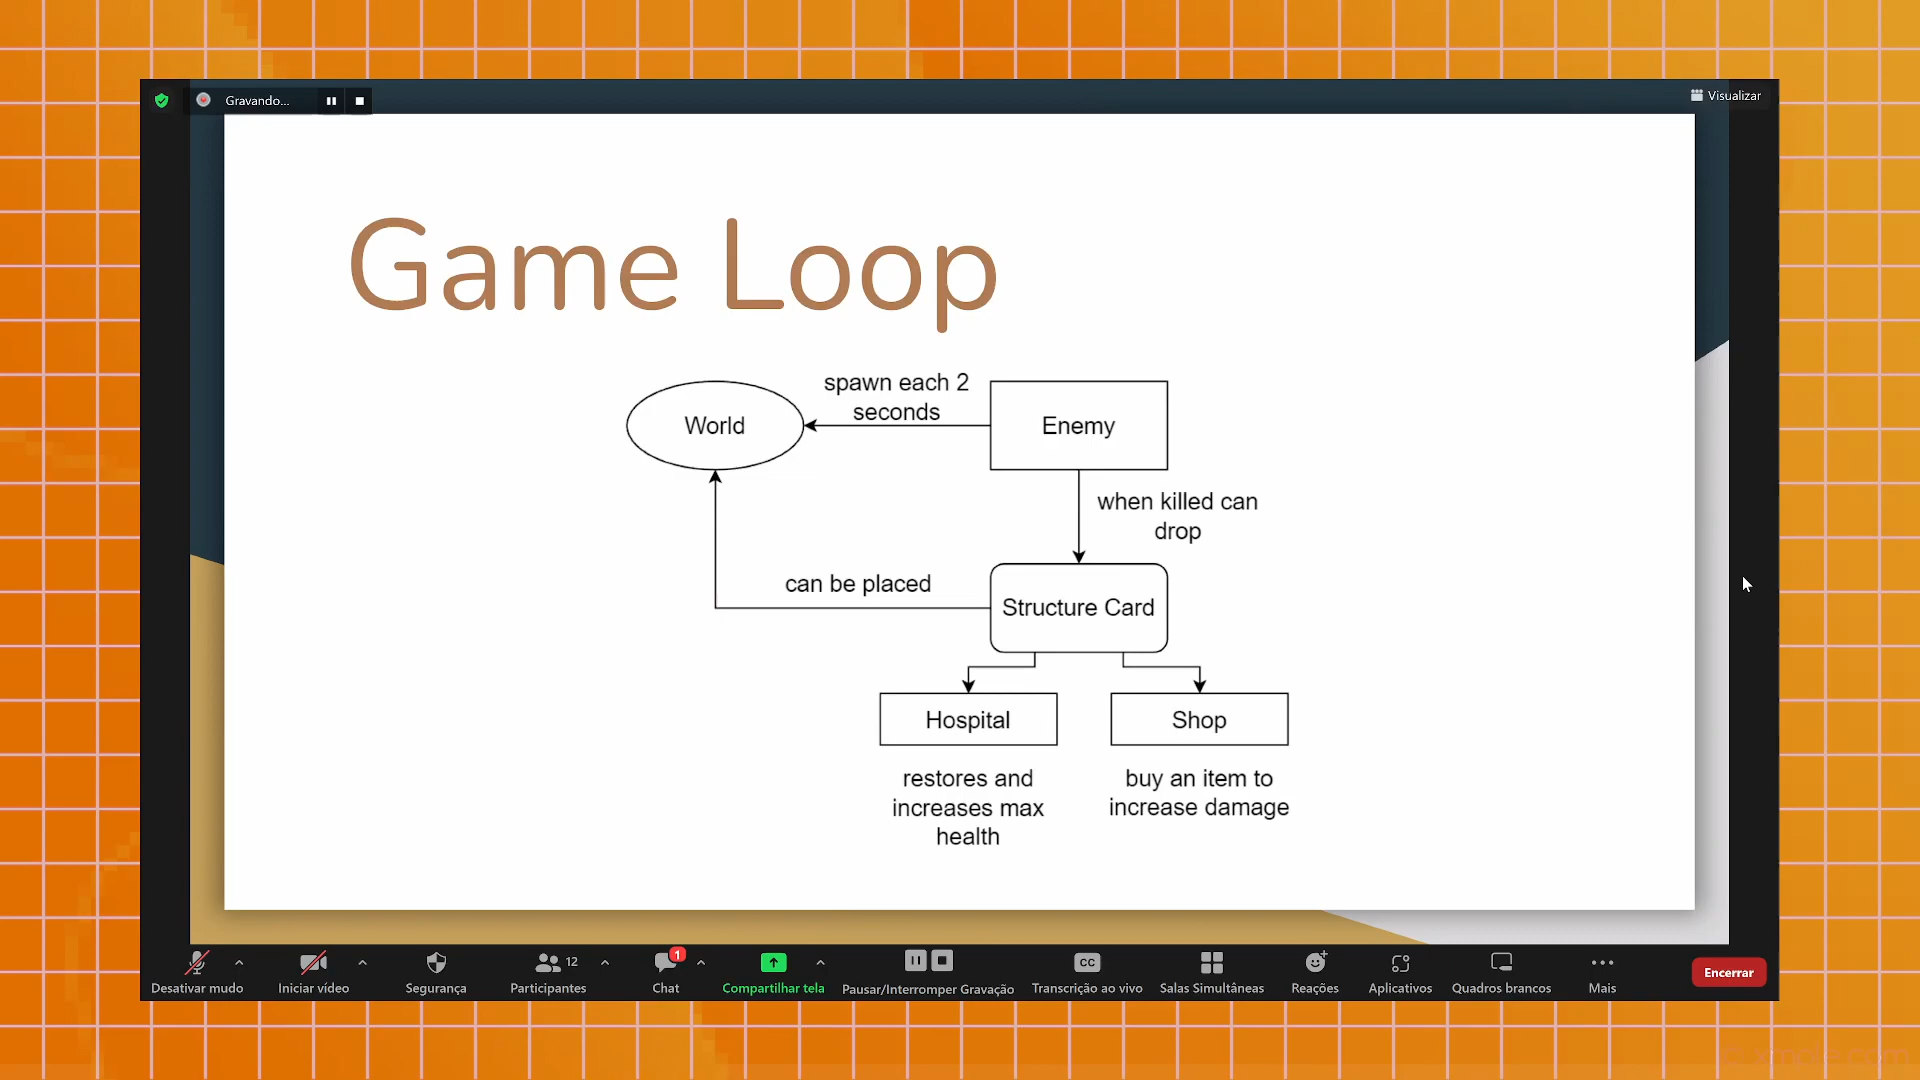 Gravando...
Visualizar
Game Loop
spawn each 2
seconds
World
Enemy
when killed can
drop
can be placed
Structure Card
Hospital
Shop
restores and
increases max
health
buy an item to
increase damage
12
1
CC
Desativar mudo
Iniciar vídeo
Segurança
Participantes
Chat
Compartilhar tela
Pausar/Interromper Gravação
Transcrição ao vivo
Salas Simultâneas
Reações
Aplicativos
Quadros brancos
Mais
Encerrar